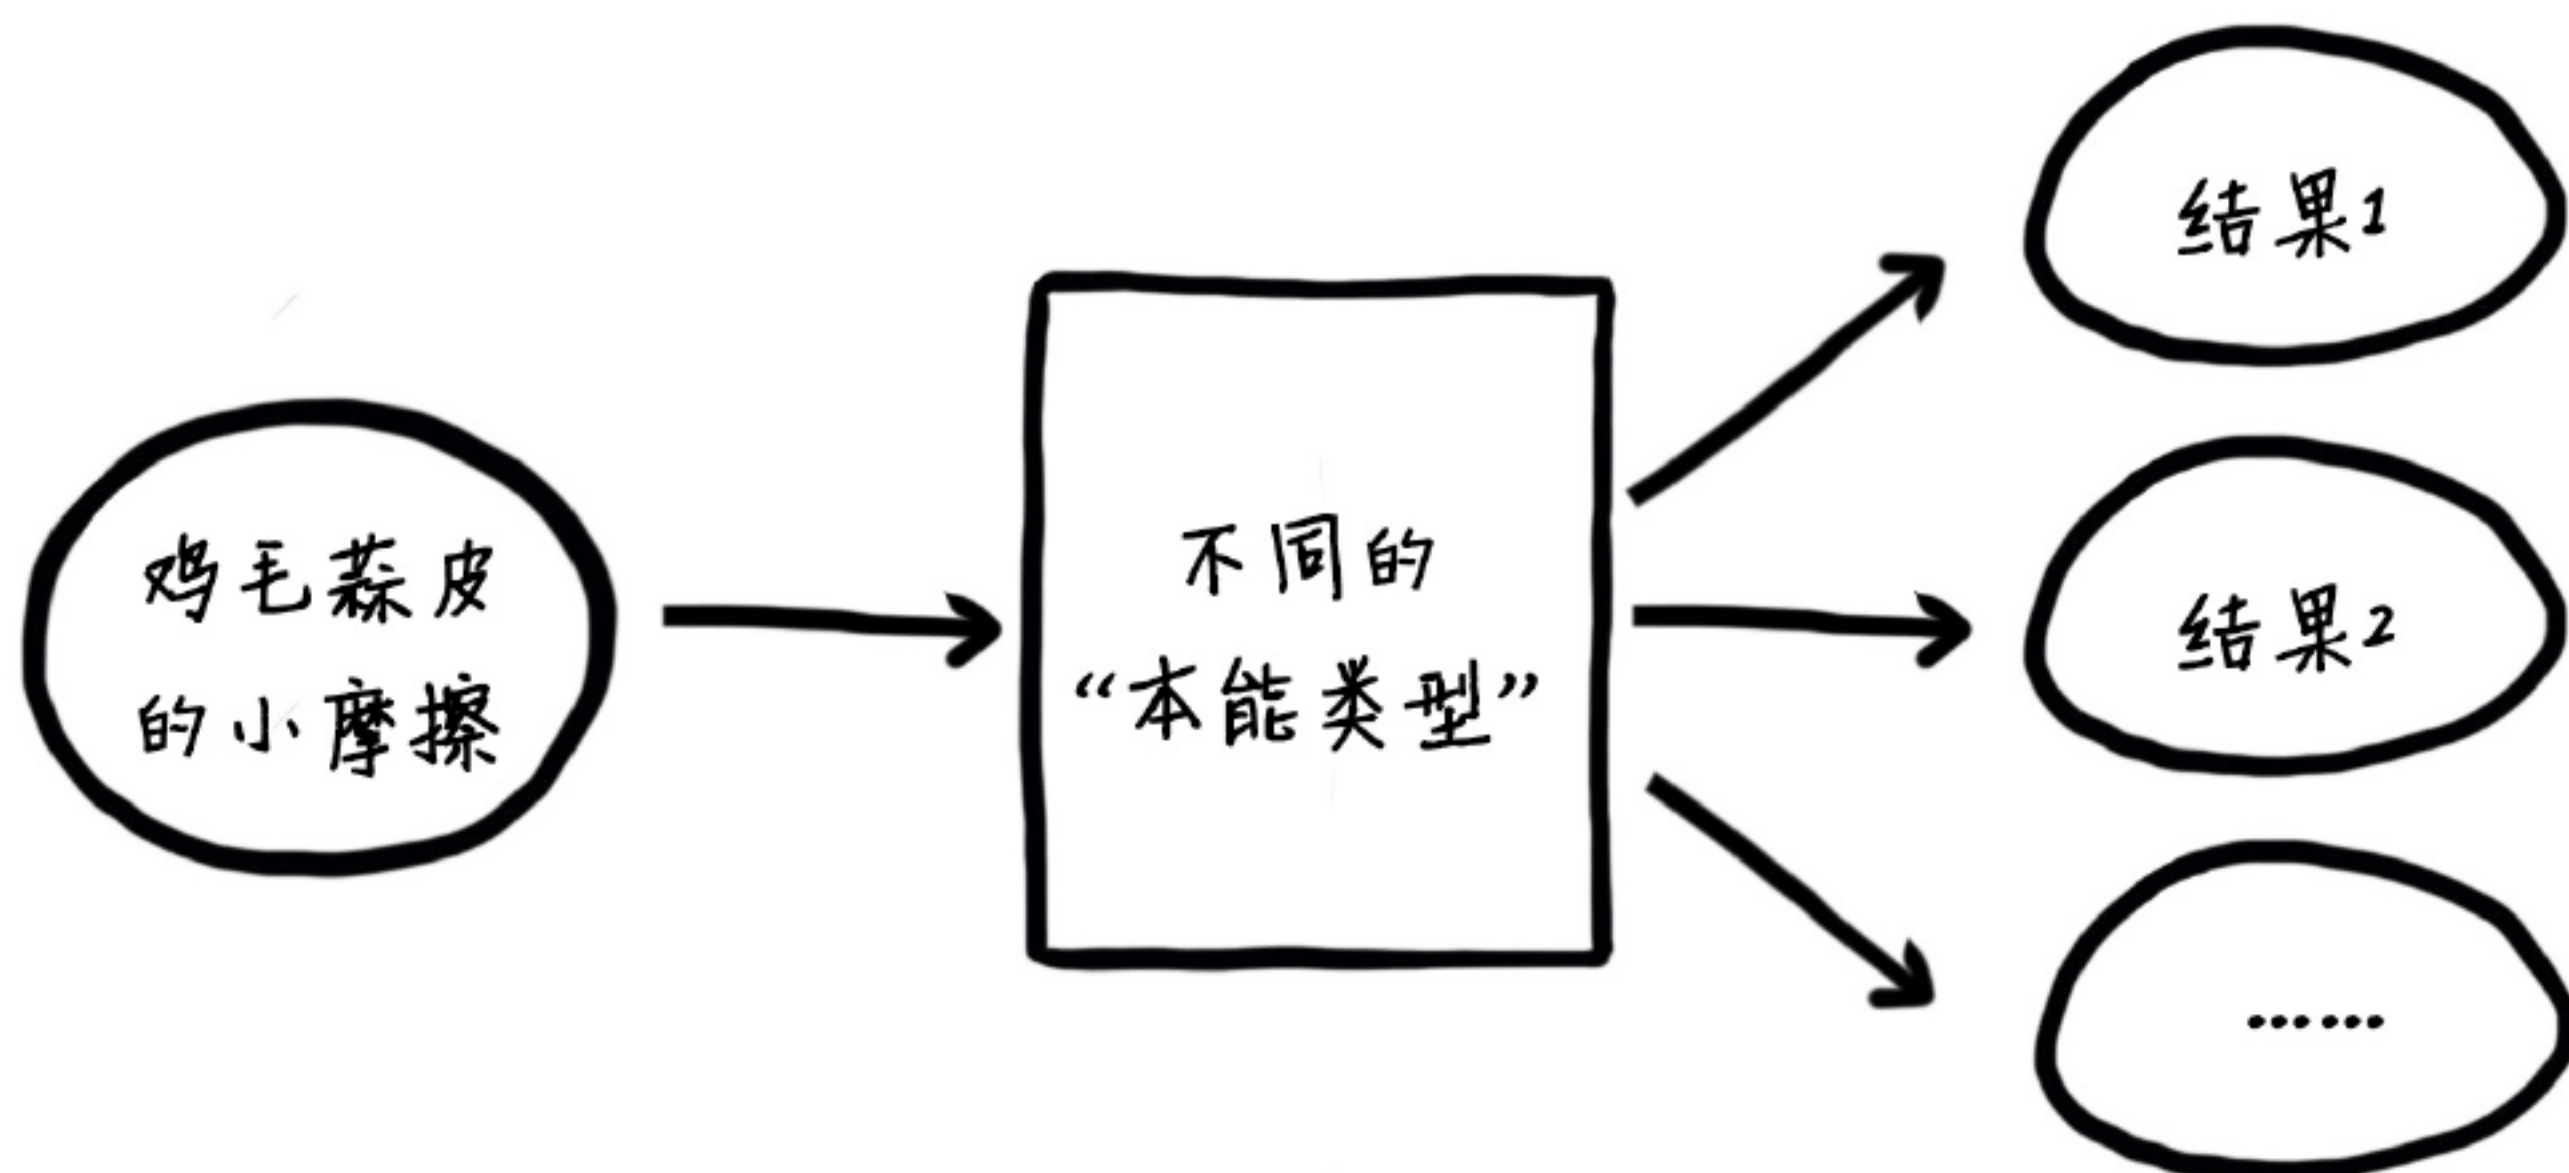 鸡毛蒜皮
的小摩擦
不同的
“本能类型”
结果1
结果2
……